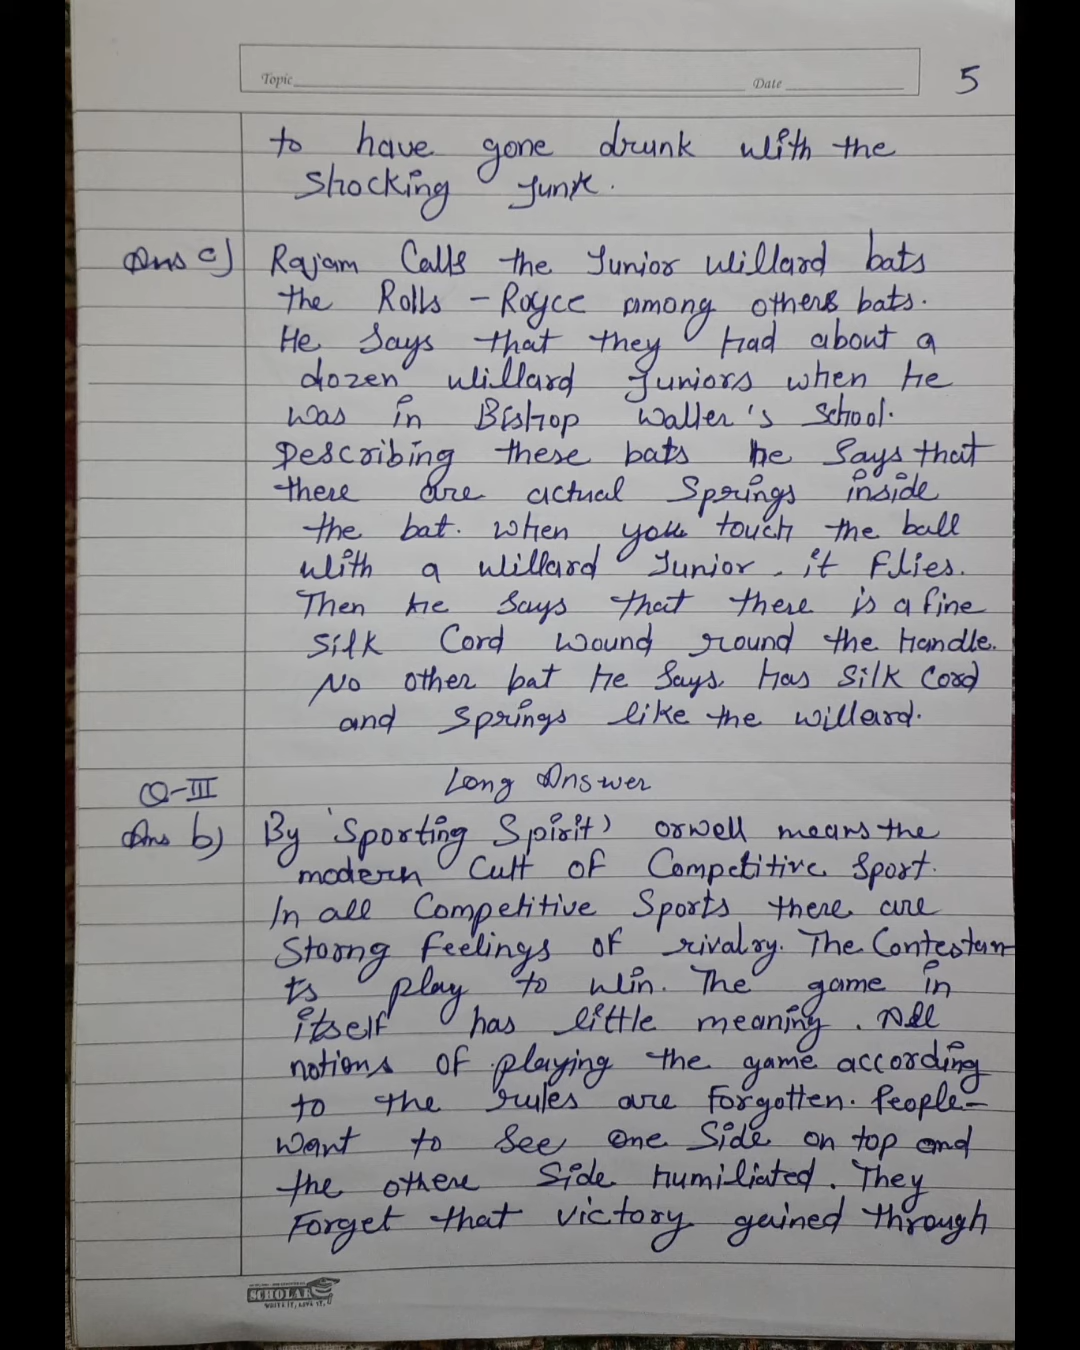 Topic Date 5
to have gone drunk with the
shocking junk.
Ans c) Rajam Calls the Junior Willard bats
the Rolls - Royce among others bats.
He Says that they had about a
dozen Willard Juniors when he
was in Bishop Waller's School.
Describing these bats he Says that
there are actual Springs inside
the bat. when you touch the ball
with a Willard Junior, it flies.
Then he Says that there is a fine
Silk Cord wound round the handle.
No other bat he Says. has Silk Cord
and Springs like the willard.
Q-III Long Answer
Ans b) By 'Sporting Spirit) orwell means the
modern Cult of Competitive Sport.
In all Competitive Sports there are
Stoong feelings of rivalry. The Contestan
ts play to win. The game in
itself has little meaning. All
notions of playing the game according
to the rules are forgotten. People-
want to See one Side on top and
the othere Side humiliated. They
Forget that victory gained through
SCHOLAR
WRITE IT, LIVE IT,